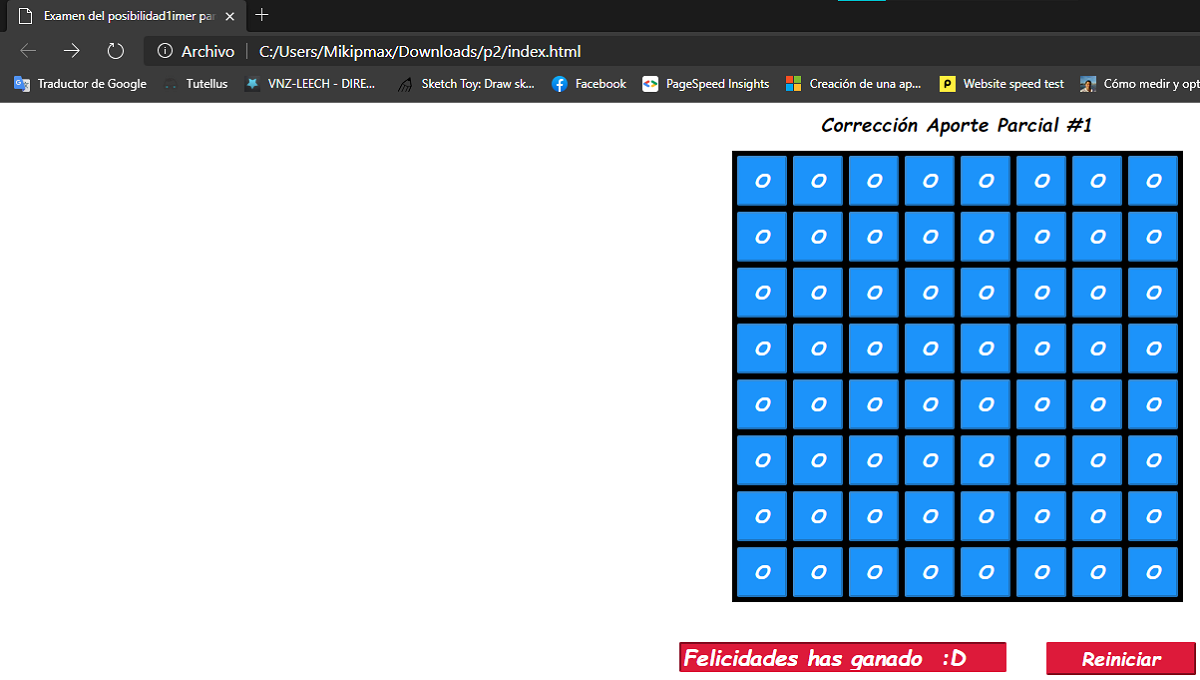 Examen del posibilidad1imer par
Archivo C:/Users/Mikipmax/Downloads/p2/index.html
Traductor de Google Tutellus VNZ-LEECH - DIRE... Sketch Toy: Draw sk... Facebook PageSpeed Insights Creación de una ap... P Website speed test Cómo medir y opt
Corrección Aporte Parcial #1
0 0 0 0 0 0 0 0
0 0 0 0 0 0 0 0
0 0 0 0 0 0 0 0
0 0 0 0 0 0 0 0
0 0 0 0 0 0 0 0
0 0 0 0 0 0 0 0
0 0 0 0 0 0 0 0
0 0 0 0 0 0 0 0
Felicidades has ganado :D Reiniciar